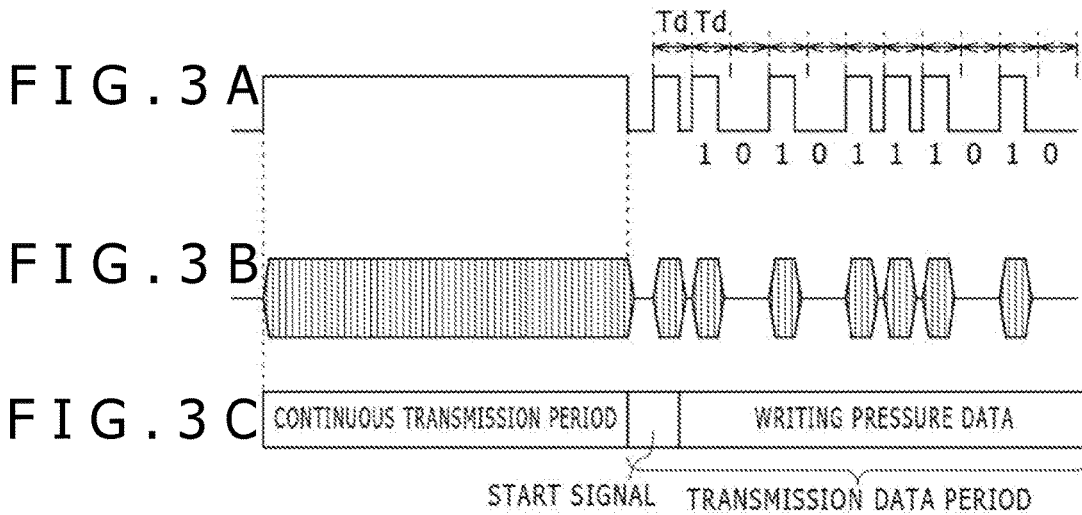 Td Td
FIG.3A
1 0 1 0 1 1 1 0 1 0
FIG.3B
FIG.3C
CONTINUOUS TRANSMISSION PERIOD
WRITING PRESSURE DATA
START SIGNAL
TRANSMISSION DATA PERIOD